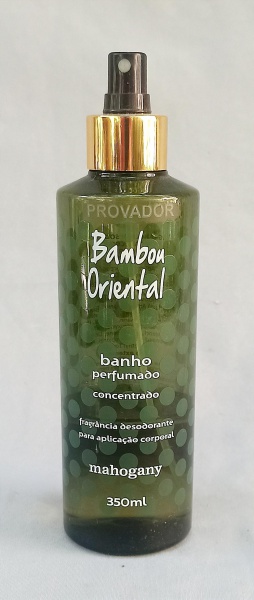 PROVADOR
Bambou
Oriental
banho
perfumado
concentrado
fragrância desodorante
para aplicação corporal
mahogany
350ml